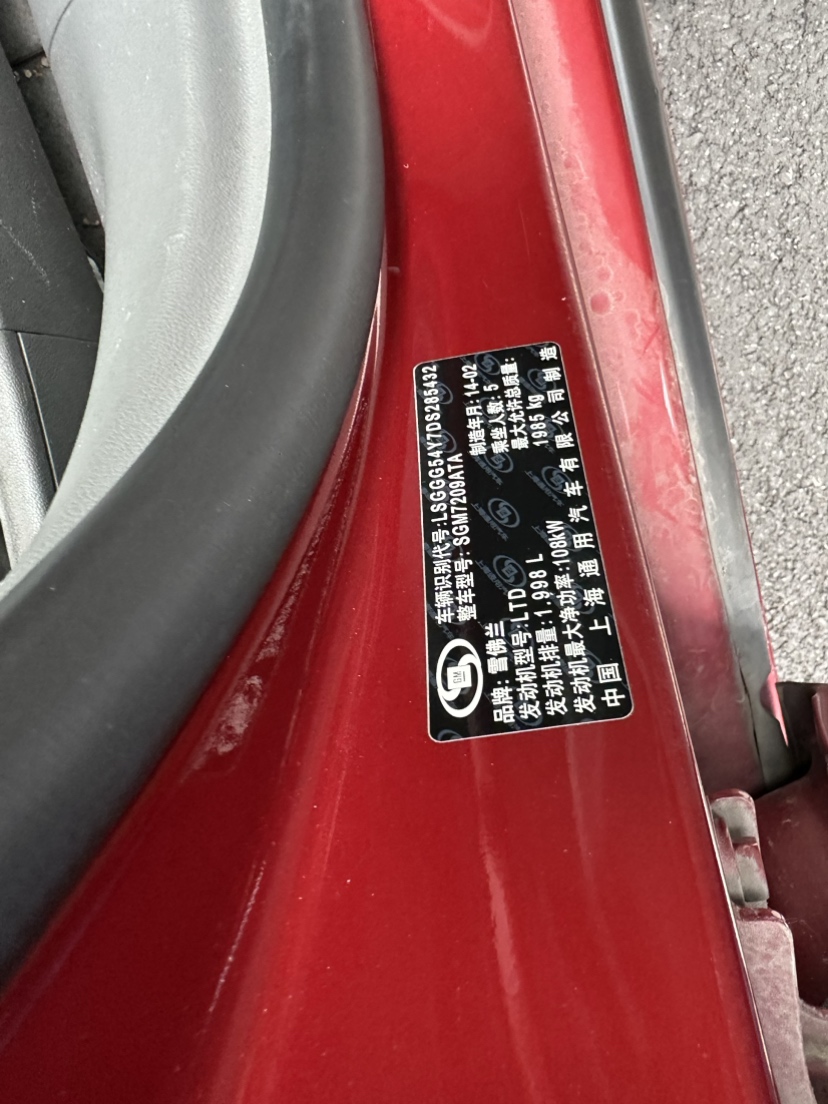 车辆识别代号:LSGGG54Y7DS285432
整车型号:SGM7209ATA
GM
品牌:雪佛兰 制造年月:14-02
发动机型号:LTD 乘坐人数:5
发动机排量:1.998 L 最大允许总质量:
发动机最大净功率:108kW 1985 kg
中国 上海通用汽车有限公司制造